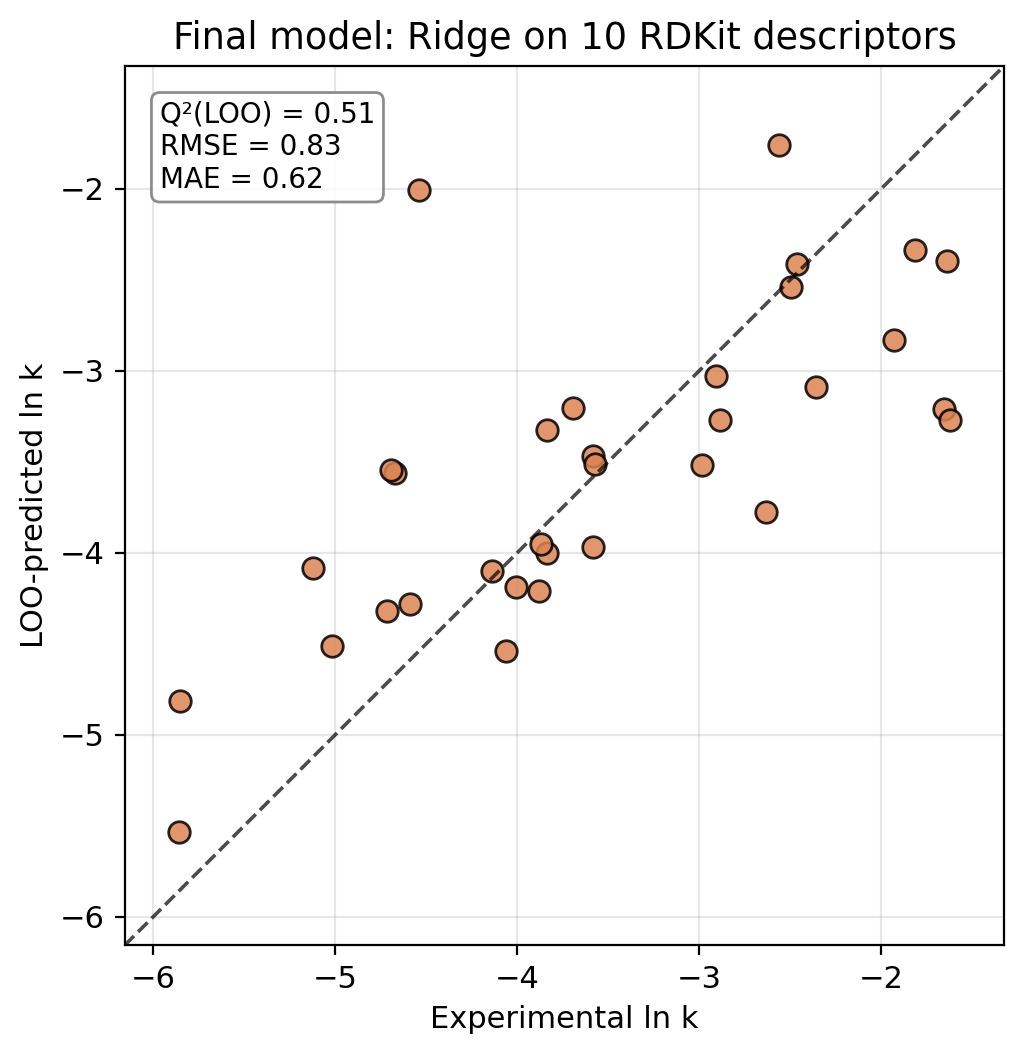 Final model: Ridge on 10 RDKit descriptors
Q²(LOO) = 0.51
RMSE = 0.83
MAE = 0.62
−2
−3
−4
−5
−6
LOO-predicted ln k
−6 −5 −4 −3 −2
Experimental ln k